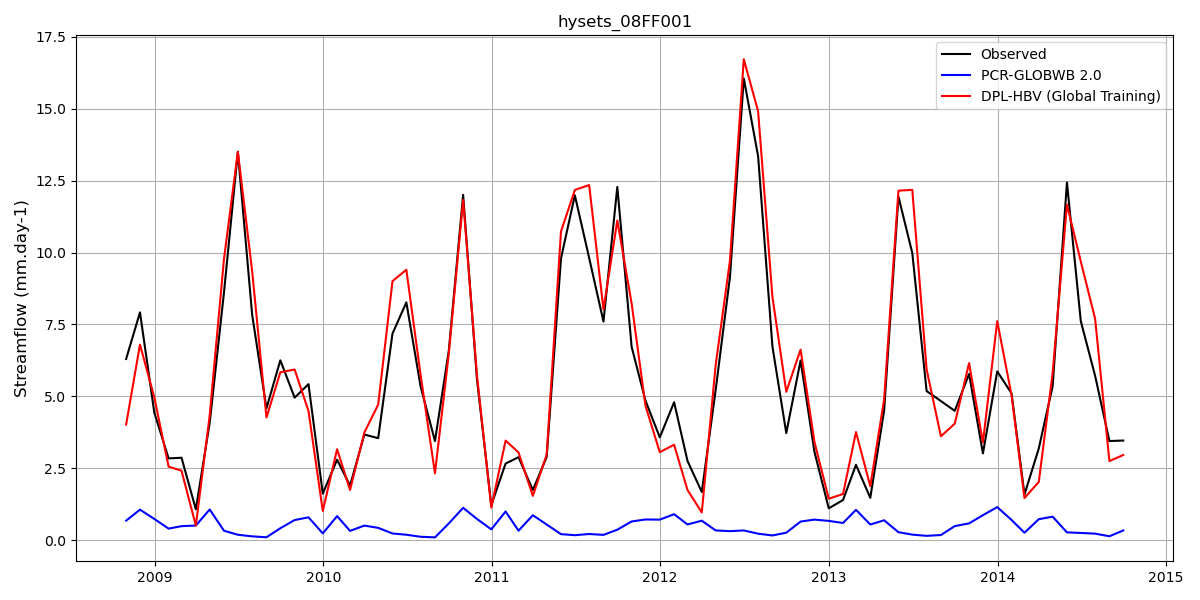 hysets_08FF001
Observed
PCR-GLOBWB 2.0
DPL-HBV (Global Training)
Streamflow (mm.day-1)
17.5
15.0
12.5
10.0
7.5
5.0
2.5
0.0
2009 2010 2011 2012 2013 2014 2015